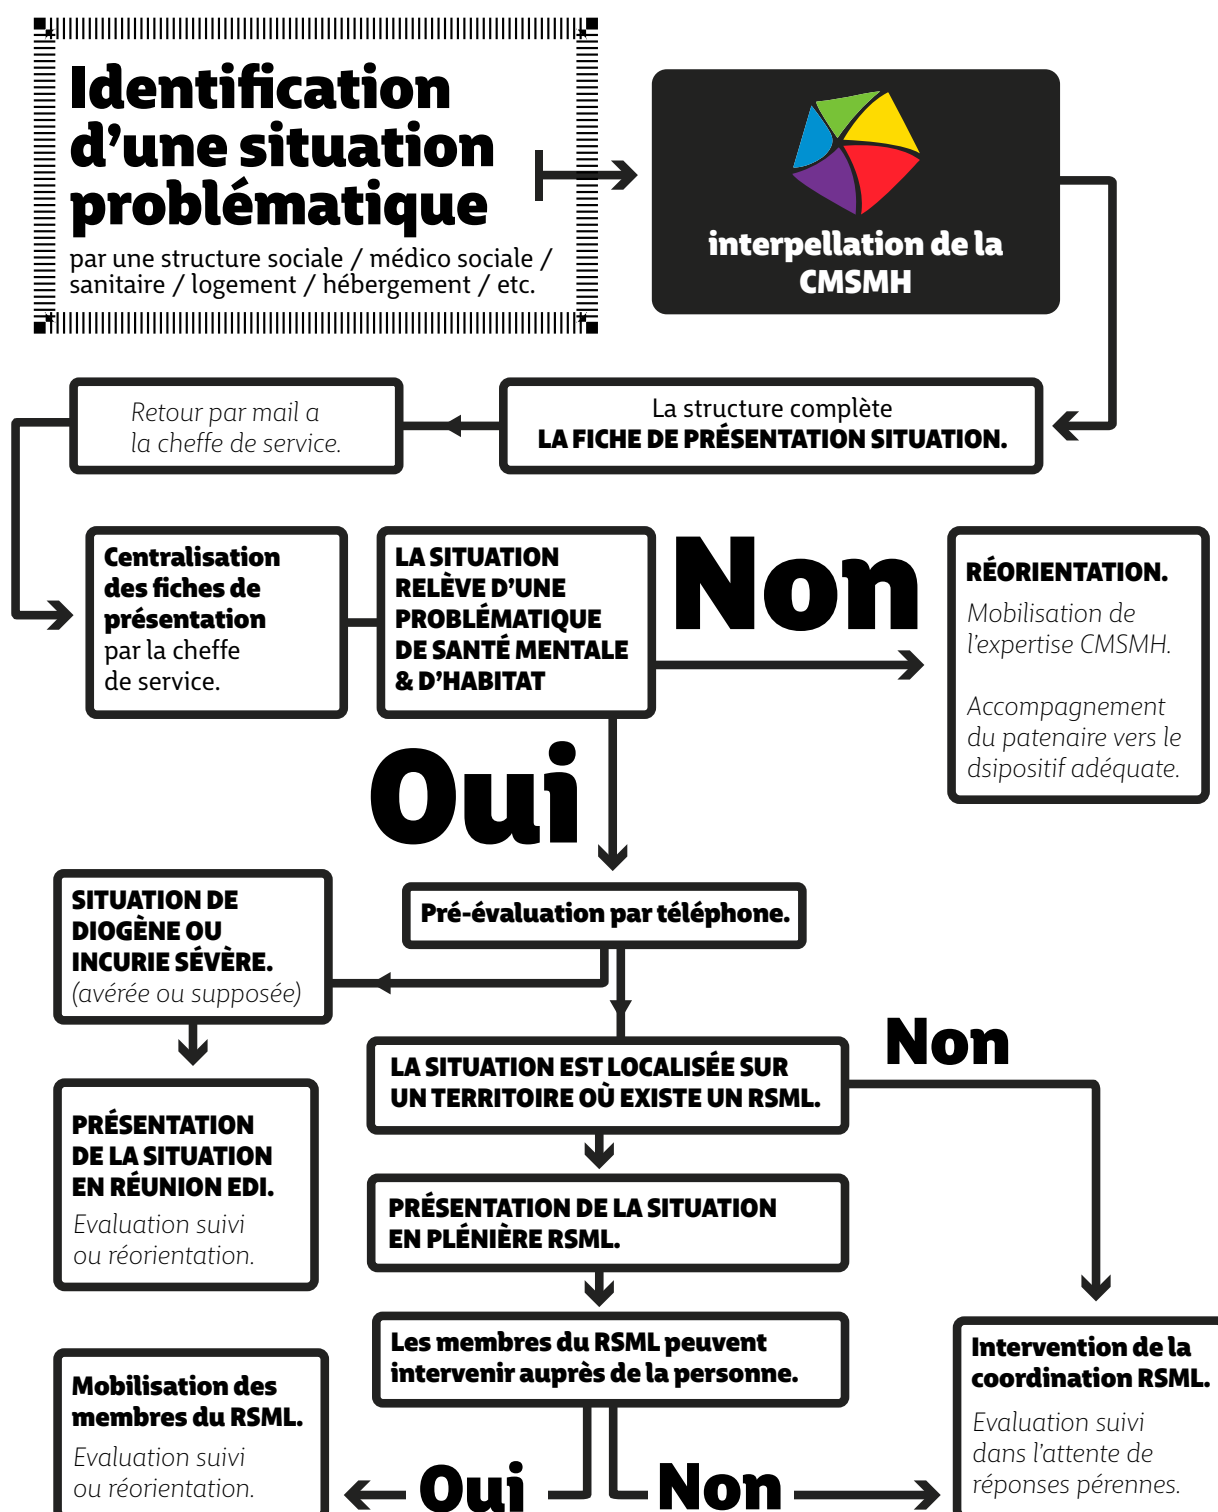 Identification
d’une situation
problématique
par une structure sociale / médico sociale /
sanitaire / logement / hébergement / etc.
interpellation de la
CMSMH
La structure complète
LA FICHE DE PRÉSENTATION SITUATION.
Retour par mail a
la cheffe de service.
Centralisation
des fiches de
présentation
par la cheffe
de service.
LA SITUATION
RELÈVE D’UNE
PROBLÉMATIQUE
DE SANTÉ MENTALE
& D’HABITAT
Non
RÉORIENTATION.
Mobilisation de
l’expertise CMSMH.
Accompagnement
du patenaire vers le
dsipositif adéquate.
Oui
Pré-évaluation par téléphone.
SITUATION DE
DIOGÈNE OU
INCURIE SÉVÈRE.
(avérée ou supposée)
PRÉSENTATION
DE LA SITUATION
EN RÉUNION EDI.
Evaluation suivi
ou réorientation.
LA SITUATION EST LOCALISÉE SUR
UN TERRITOIRE OÙ EXISTE UN RSML.
Non
PRÉSENTATION DE LA SITUATION
EN PLÉNIÈRE RSML.
Les membres du RSML peuvent
intervenir auprès de la personne.
Mobilisation des
membres du RSML.
Evaluation suivi
ou réorientation.
Oui
Non
Intervention de la
coordination RSML.
Evaluation suivi
dans l’attente de
réponses pérennes.